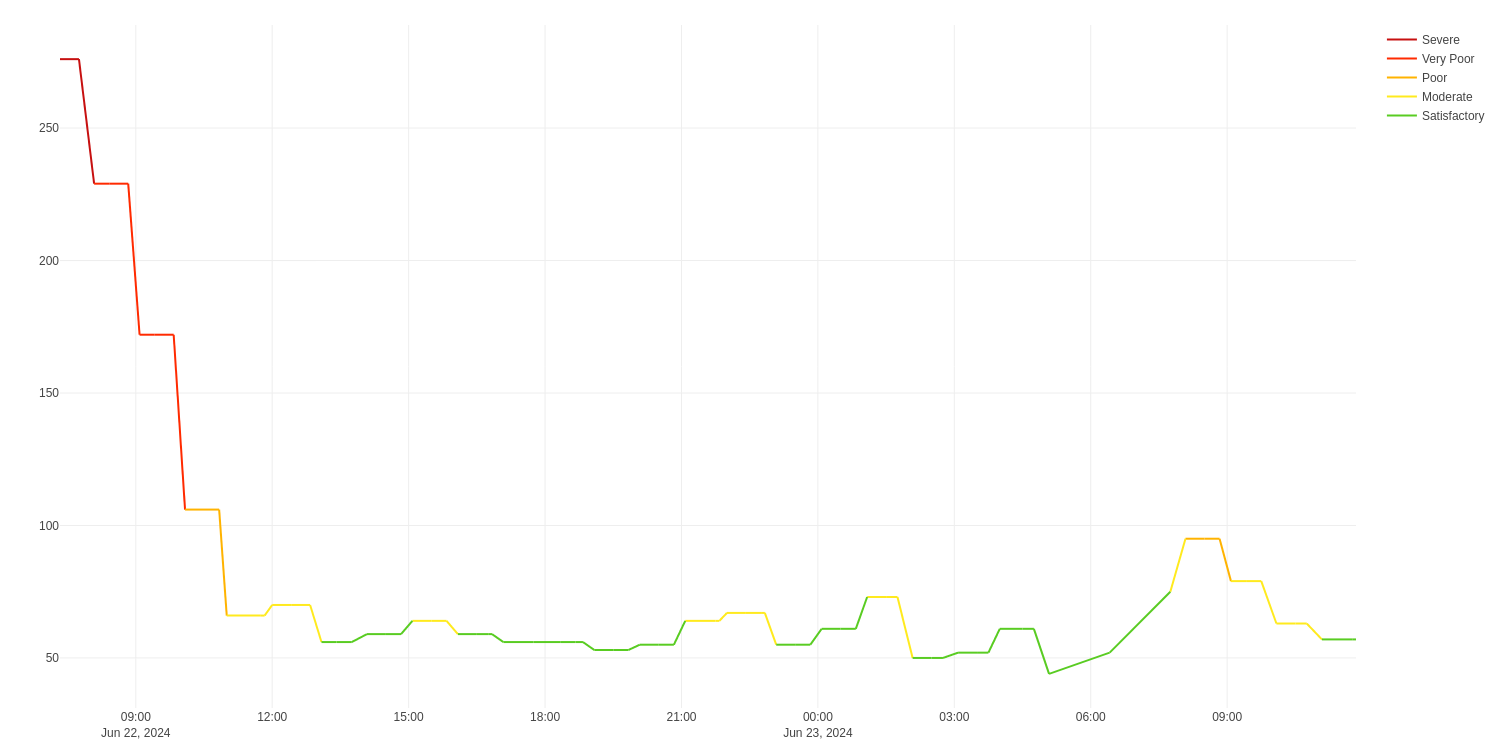 Severe
Very Poor
Poor
Moderate
Satisfactory
250
200
150
100
50
09:00 12:00 15:00 18:00 21:00 00:00 03:00 06:00 09:00
Jun 22, 2024 Jun 23, 2024